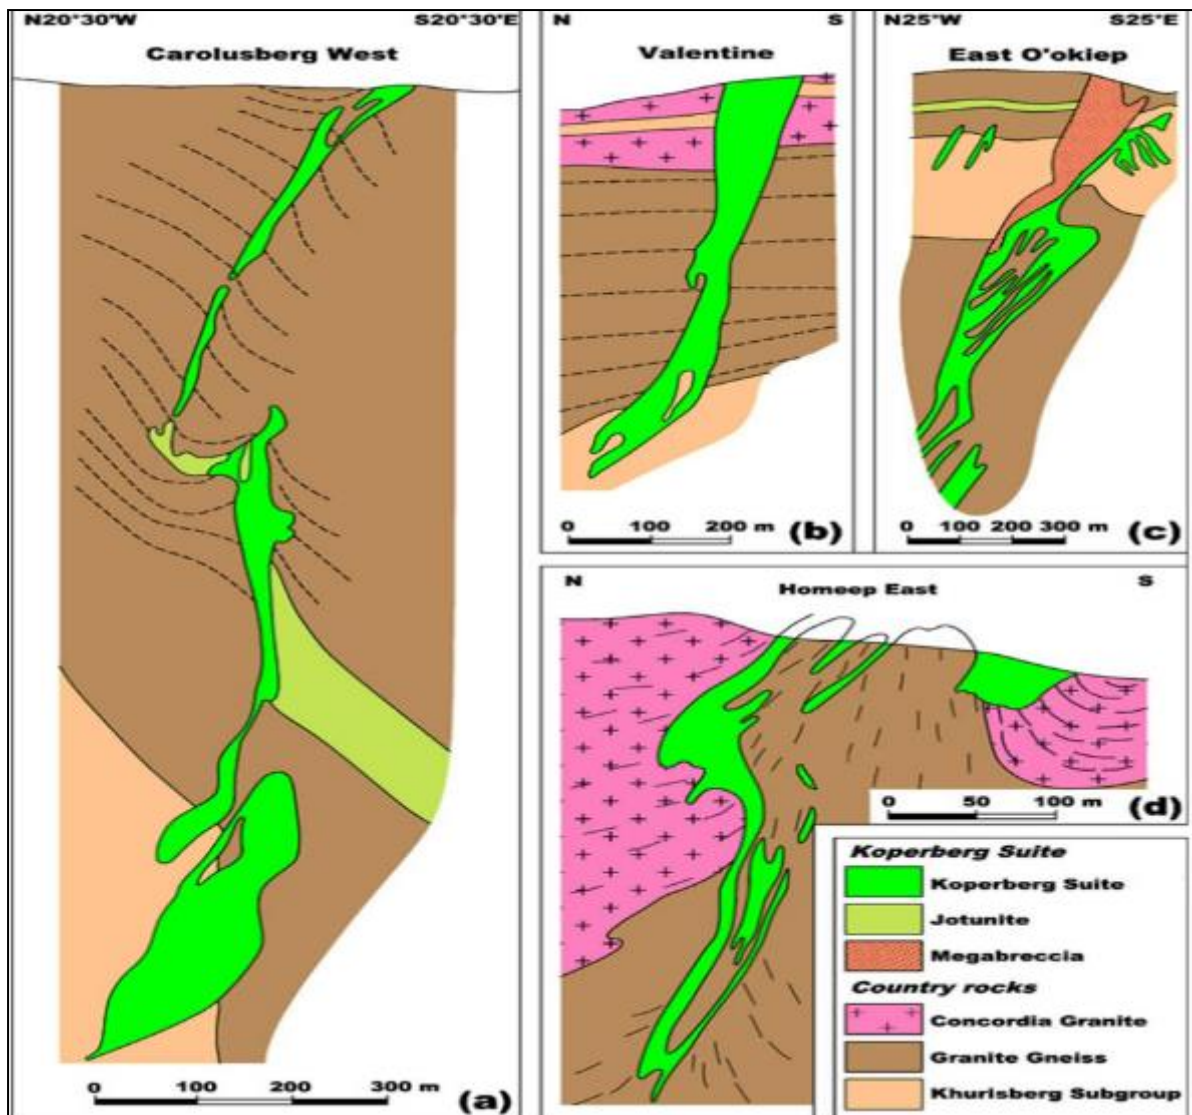 N20°30'W S20°30'E
Carolusberg West
0 100 200 300 m (a)
N S
Valentine
0 100 200 m (b)
N25°W S25°E
East O'okiep
0 100 200 300 m (c)
N S
Homeep East
0 50 100 m (d)
Koperberg Suite
Koperberg Suite
Jotunite
Megabreccia
Country rocks
Concordia Granite
Granite Gneiss
Khurisberg Subgroup